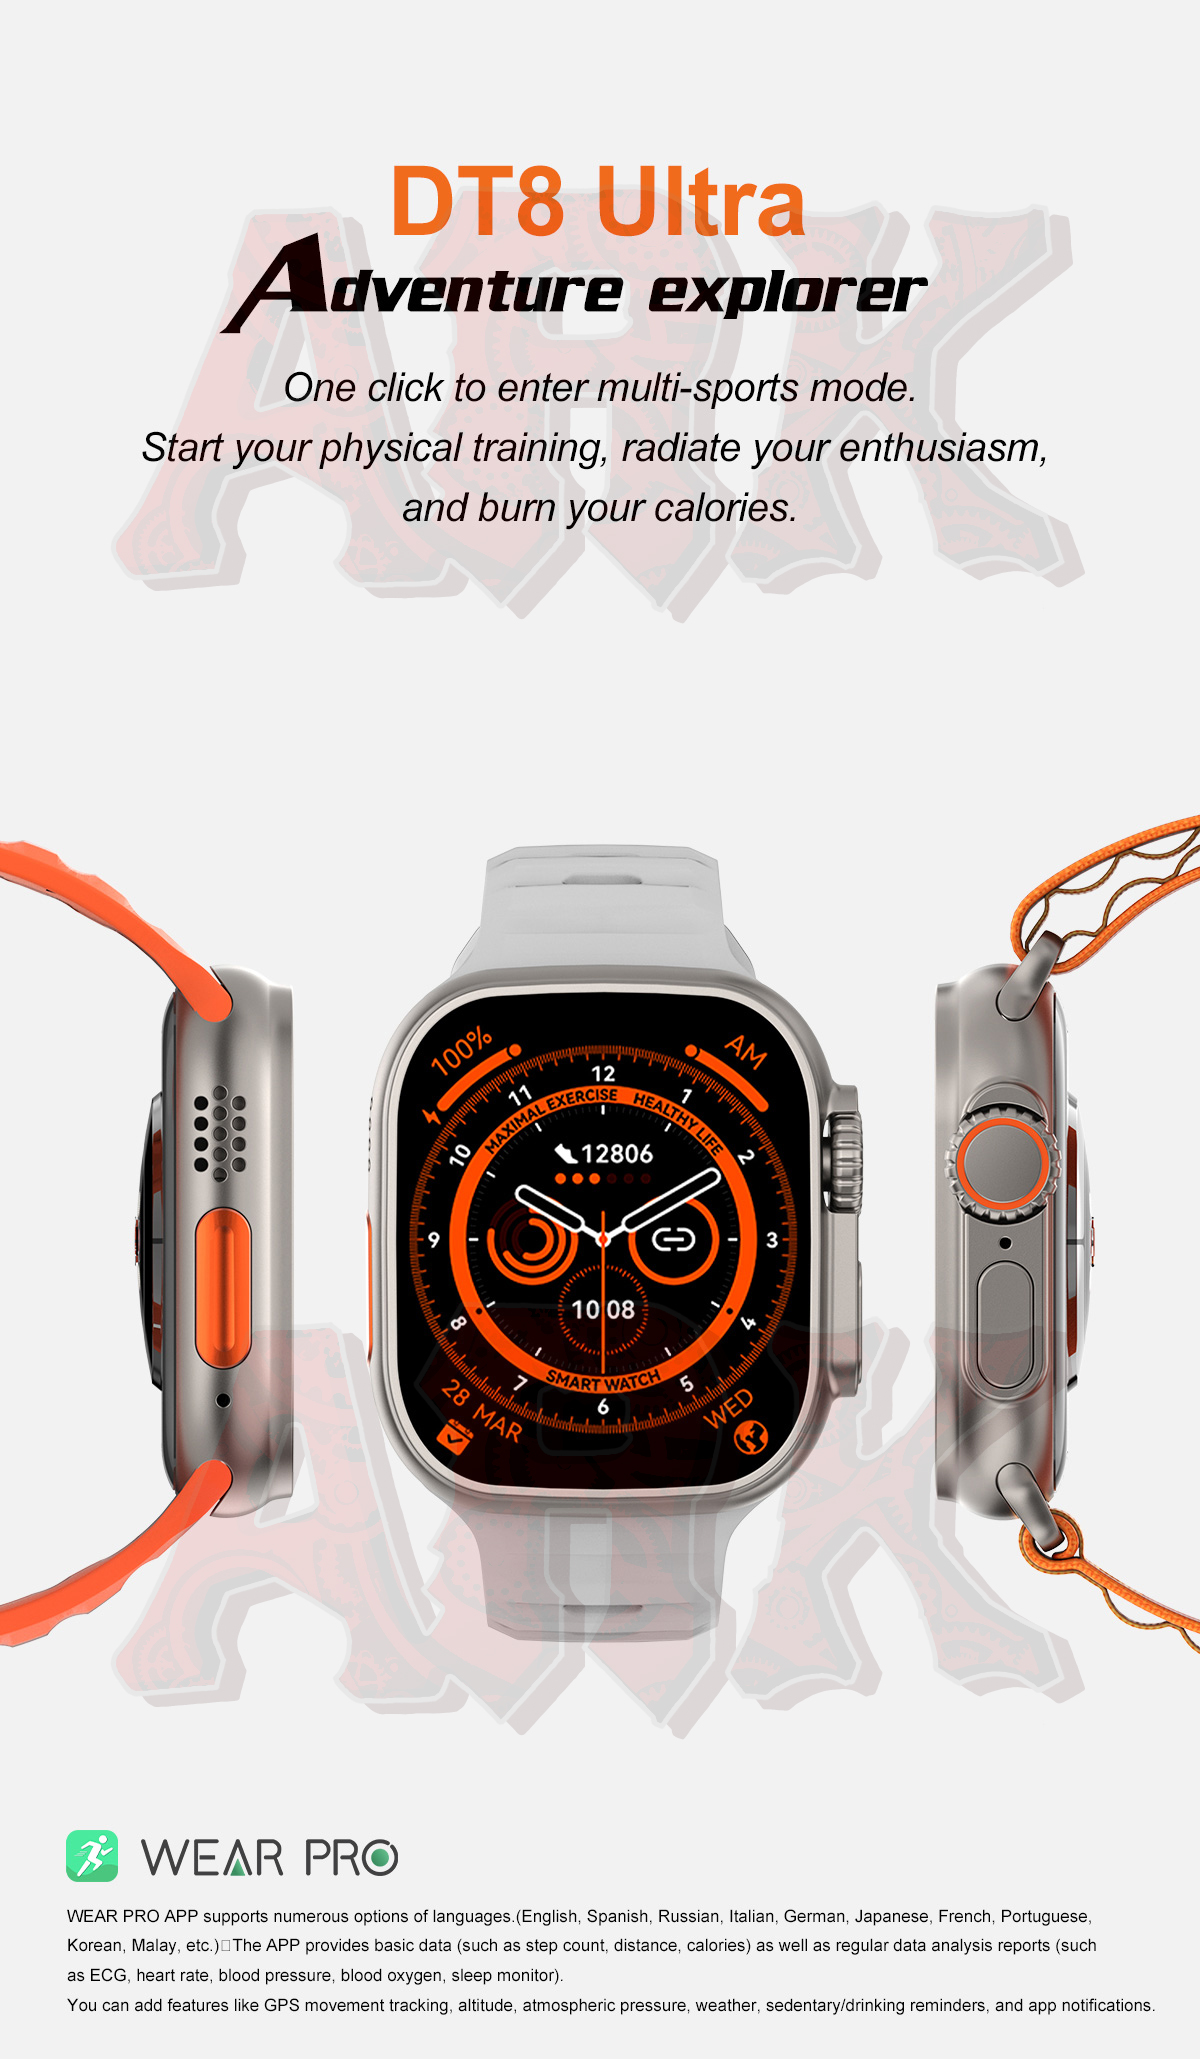 DT8 Ultra
Adventure explorer
One click to enter multi-sports mode.
Start your physical training, radiate your enthusiasm,
and burn your calories.
ARK
100%
AM
12
11
1
MAXIMAL EXERCISE
HEALTHY LIFE
10
2
12806
9
3
10 08
8
4
SMART WATCH
7
5
6
28 MAR
WED
ARK
WEAR PRO
WEAR PRO APP supports numerous options of languages.(English, Spanish, Russian, Italian, German, Japanese, French, Portuguese,
Korean, Malay, etc.)□The APP provides basic data (such as step count, distance, calories) as well as regular data analysis reports (such
as ECG, heart rate, blood pressure, blood oxygen, sleep monitor).
You can add features like GPS movement tracking, altitude, atmospheric pressure, weather, sedentary/drinking reminders, and app notifications.